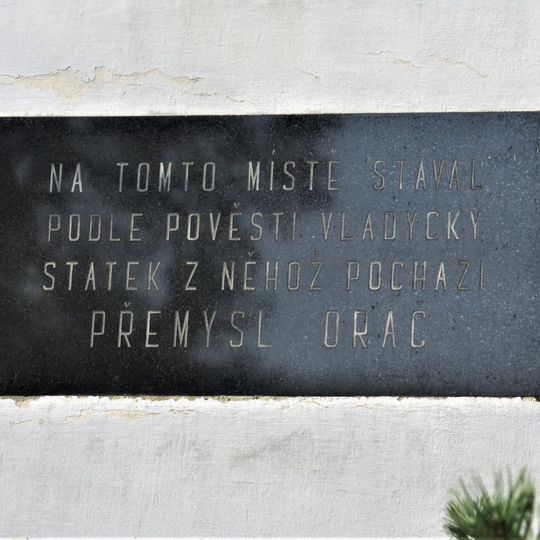 NA TOMTO MÍSTĚ STÁVAL
PODLE POVĚSTI VLADYCKÝ
STATEK Z NĚHOŽ POCHÁZÍ
PŘEMYSL ORÁČ